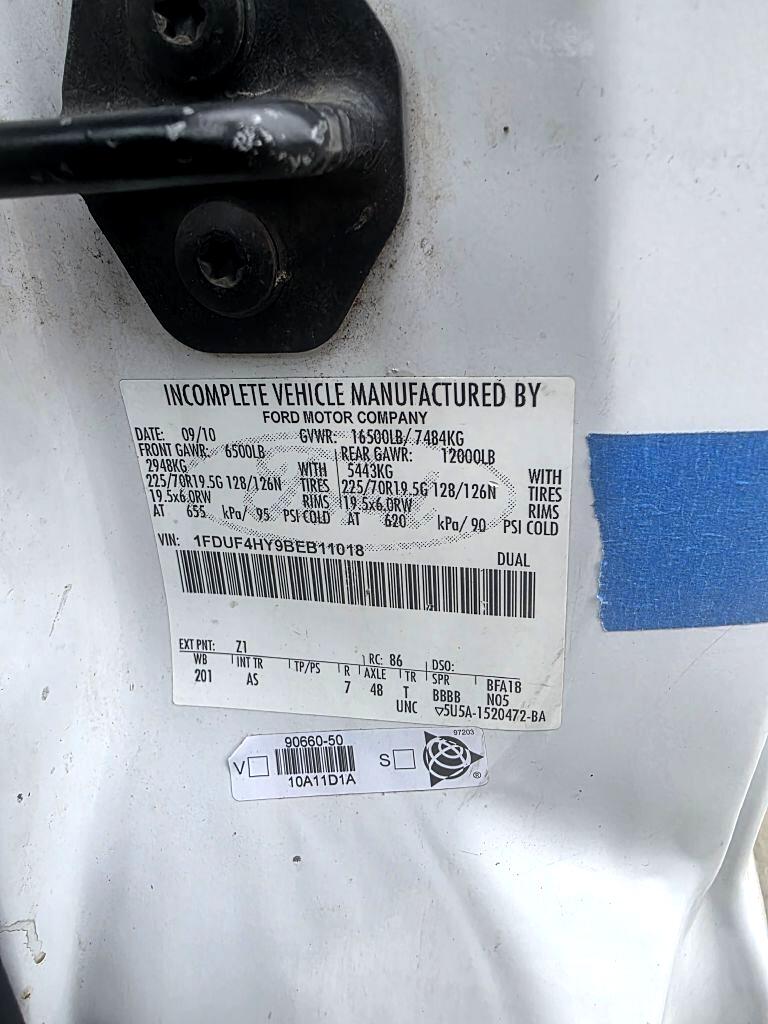 INCOMPLETE VEHICLE MANUFACTURED BY
FORD MOTOR COMPANY
DATE: 09/10 GVWR: 16500LB/ 7484KG
FRONT GAWR: 6500LB REAR GAWR: 12000LB
2948KG WITH 5443KG WITH
225/70R19.5G 128/126N TIRES 225/70R19.5G 128/126N TIRES
19.5x6.0RW RIMS 19.5x6.0RW RIMS
AT 655 kPa/ 95 PSI COLD AT 620 kPa/ 90 PSI COLD
VIN: 1FDUF4HY9BEB11018
DUAL
EXT PNT: Z1 RC: 86 DSO:
WB INT TR TP/PS R AXLE TR SPR BFA18
201 AS 7 48 T BBBB N05
UNC ▽5U5A-1520472-BA
90660-50 97203
V S ®
10A11D1A